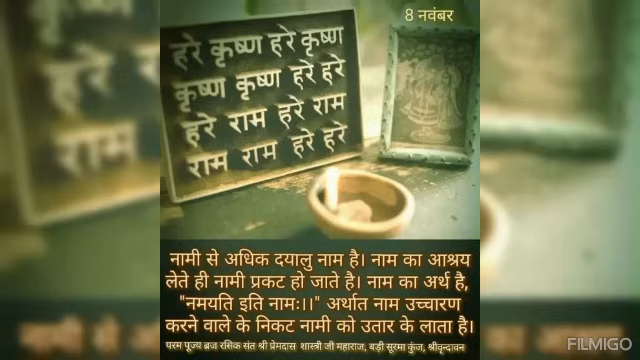 8 नवंबर
हरे कृष्ण हरे कृष्ण
कृष्ण कृष्ण हरे हरे
हरे राम हरे राम
राम राम हरे हरे
नामी से अधिक दयालु नाम है। नाम का आश्रय
लेते ही नामी प्रकट हो जाते है। नाम का अर्थ है,
"नमयति इति नामः।।" अर्थात नाम उच्चारण
करने वाले के निकट नामी को उतार के लाता है।
परम पूज्य ब्रज रसिक संत श्री प्रेमदास शास्त्री जी महाराज, बड़ी सूरमा कुंज, श्रीवृन्दावन
FILMIGO